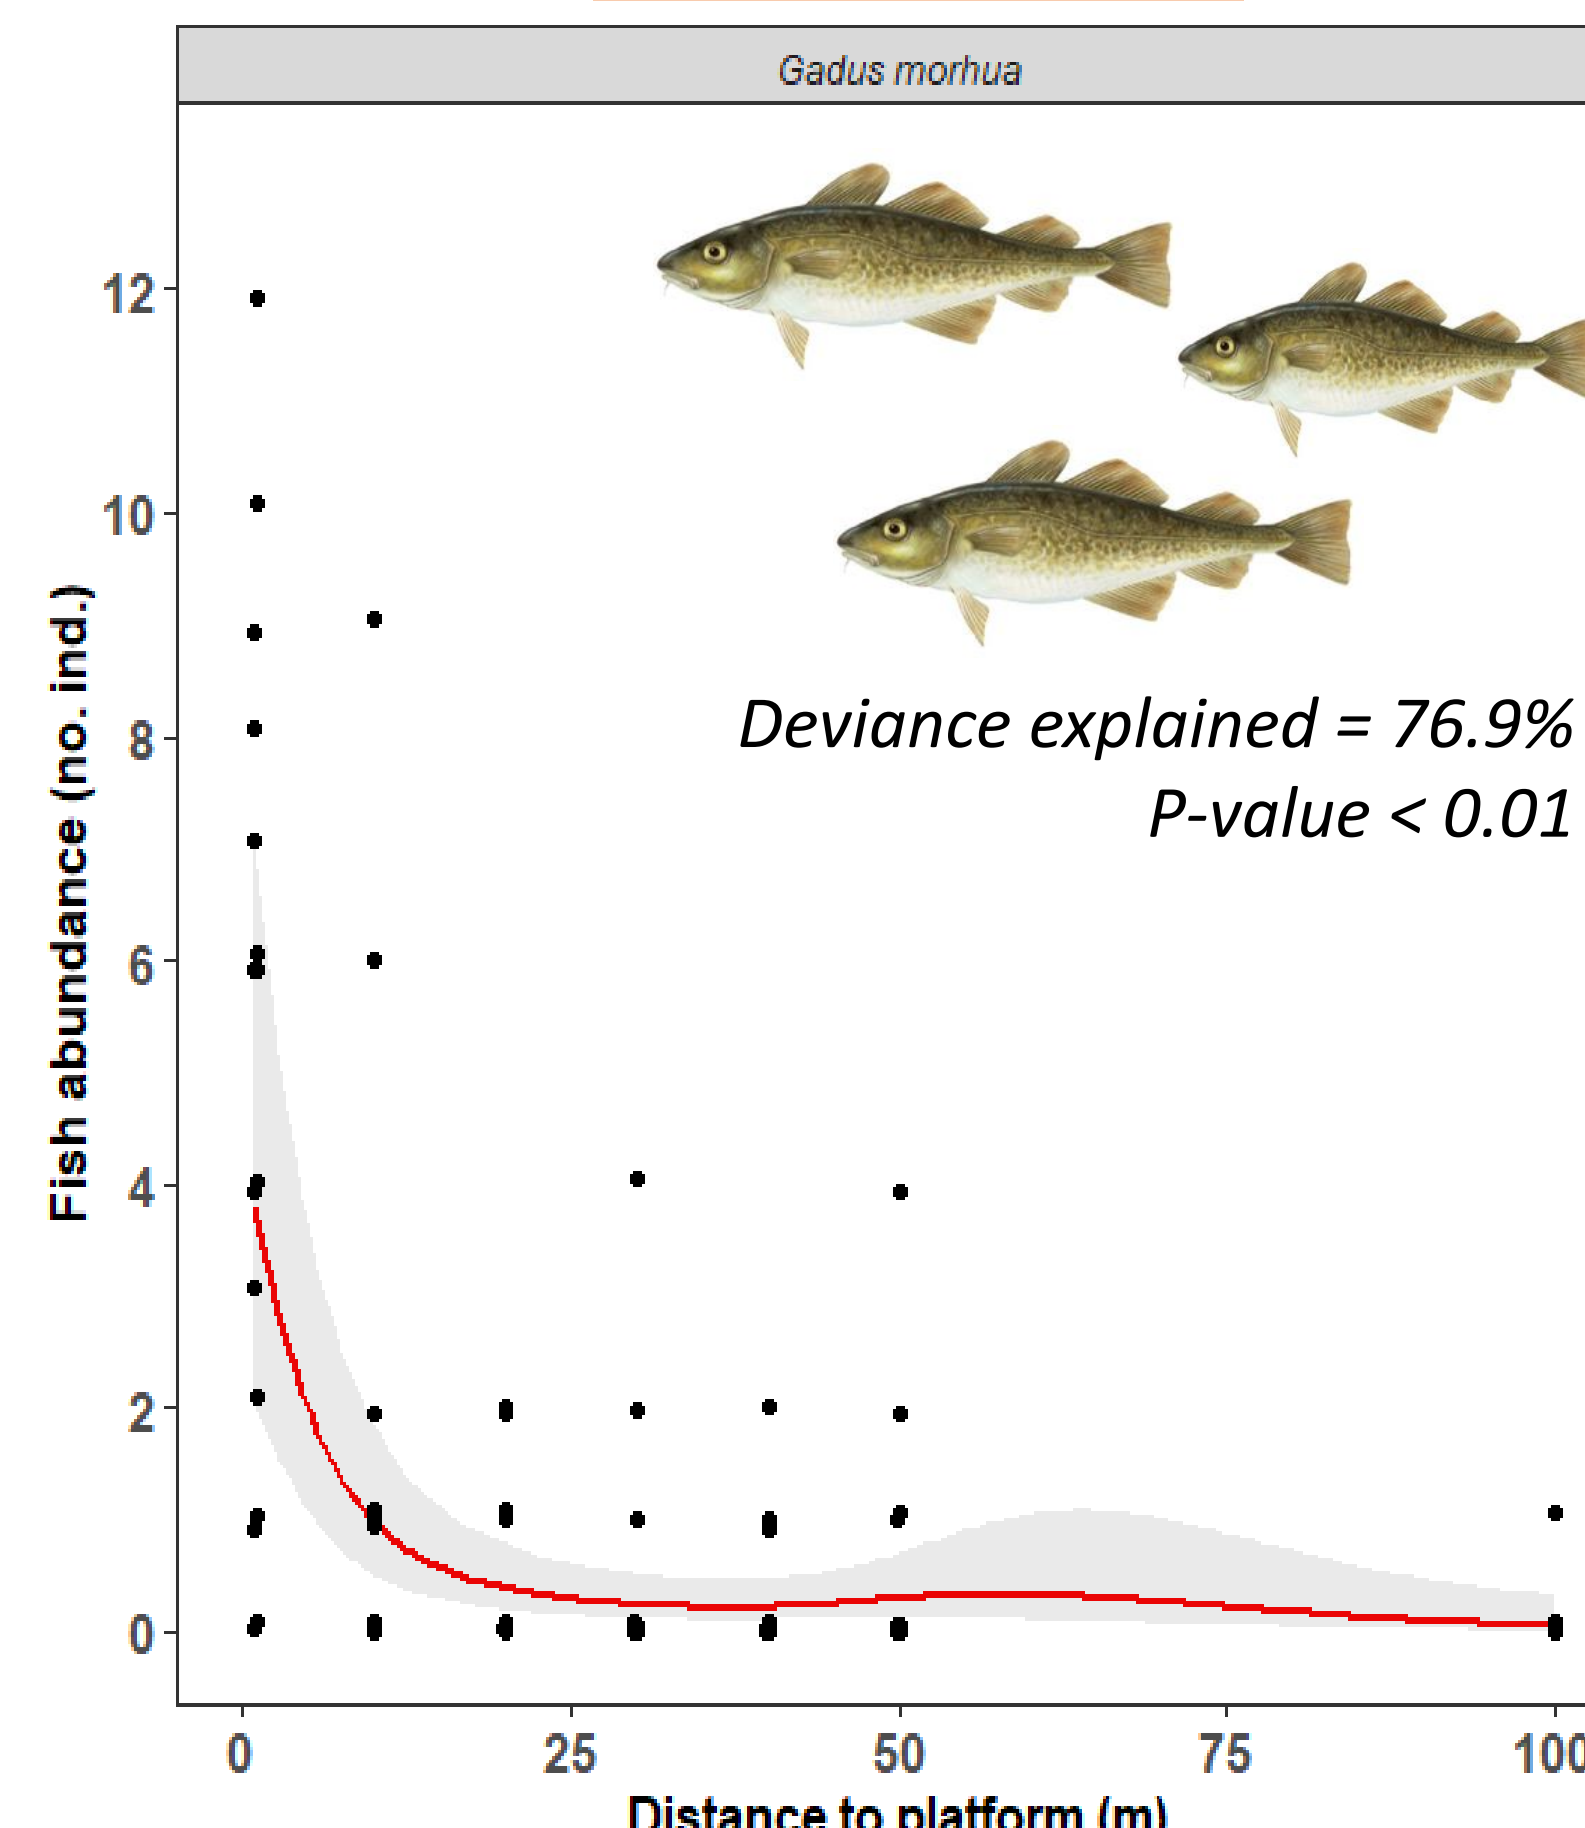 Gadus morhua
12
10
8
6
4
2
0
Fish abundance (no. ind.)
Deviance explained = 76.9%
P-value < 0.01
0 25 50 75 100
Distance to platform (m)